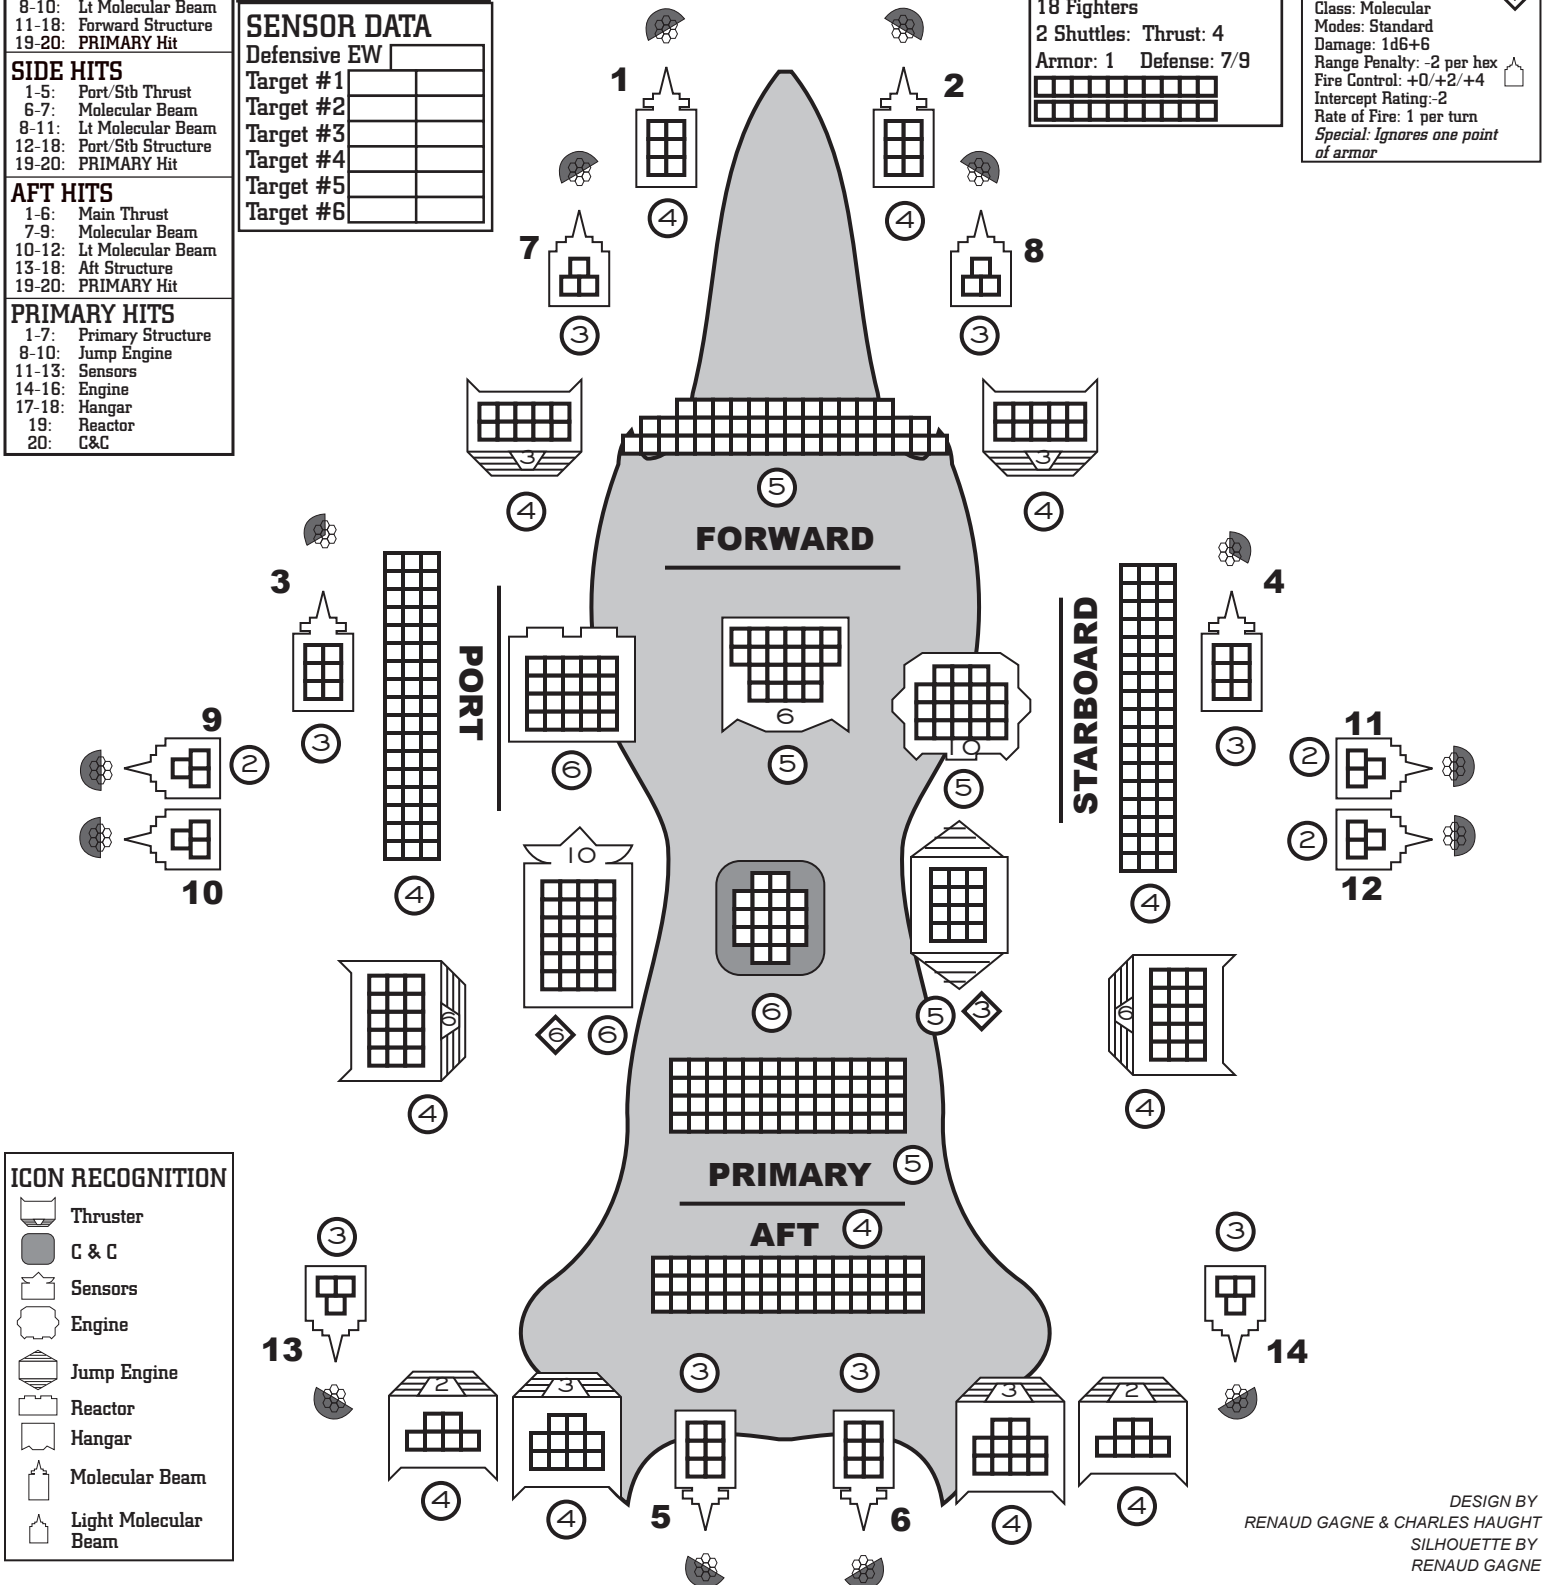 8-10: Lt Molecular Beam
11-18: Forward Structure
19-20: PRIMARY Hit
SIDE HITS
1-5: Port/Stb Thrust
6-7: Molecular Beam
8-11: Lt Molecular Beam
12-18: Port/Stb Structure
19-20: PRIMARY Hit
AFT HITS
1-6: Main Thrust
7-9: Molecular Beam
10-12: Lt Molecular Beam
13-18: Aft Structure
19-20: PRIMARY Hit
PRIMARY HITS
1-7: Primary Structure
8-10: Jump Engine
11-13: Sensors
14-16: Engine
17-18: Hangar
19: Reactor
20: C&C
SENSOR DATA
Defensive EW
Target #1
Target #2
Target #3
Target #4
Target #5
Target #6
18 Fighters
2 Shuttles: Thrust: 4
Armor: 1 Defense: 7/9
Class: Molecular
Modes: Standard
Damage: 1d6+6
Range Penalty: -2 per hex
Fire Control: +0/+2/+4
Intercept Rating:-2
Rate of Fire: 1 per turn
Special: Ignores one point
of armor
1
2
4
4
7
8
3
3
3
3
4
4
5
FORWARD
3
4
PORT
STARBOARD
6
3
3
9
11
2
2
6
5
10
5
10
2
2
10
12
4
4
6
6
6
5
3
6
6
4
4
PRIMARY
5
AFT
4
3
3
13
14
3
3
2
3
3
2
4
4
4
4
5
6
ICON RECOGNITION
Thruster
C & C
Sensors
Engine
Jump Engine
Reactor
Hangar
Molecular Beam
Light Molecular
Beam
DESIGN BY
RENAUD GAGNE & CHARLES HAUGHT
SILHOUETTE BY
RENAUD GAGNE